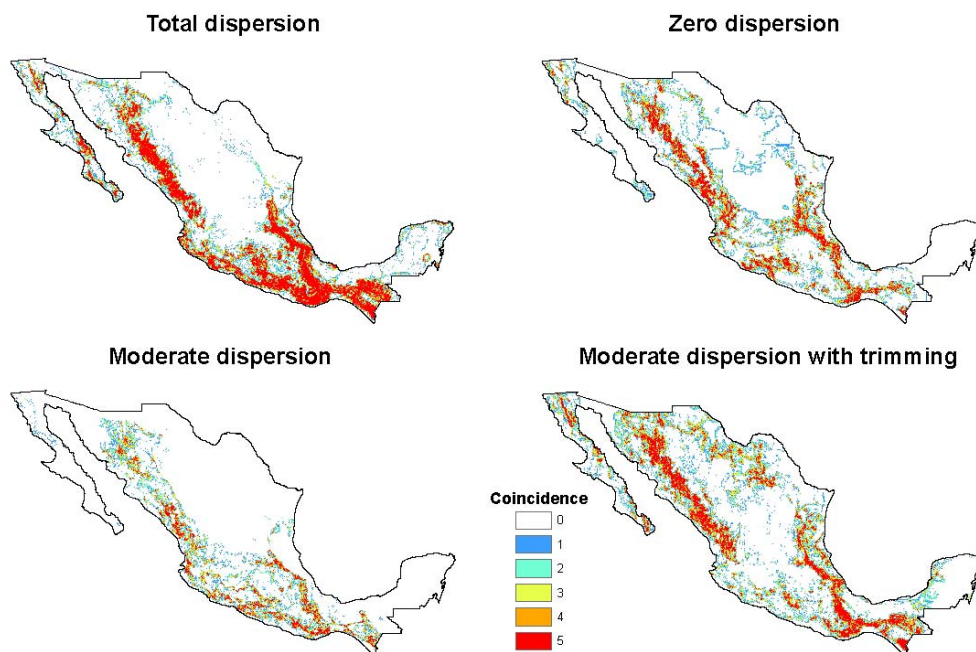 Total dispersion
Zero dispersion
Moderate dispersion
Moderate dispersion with trimming
Coincidence
0
1
2
3
4
5